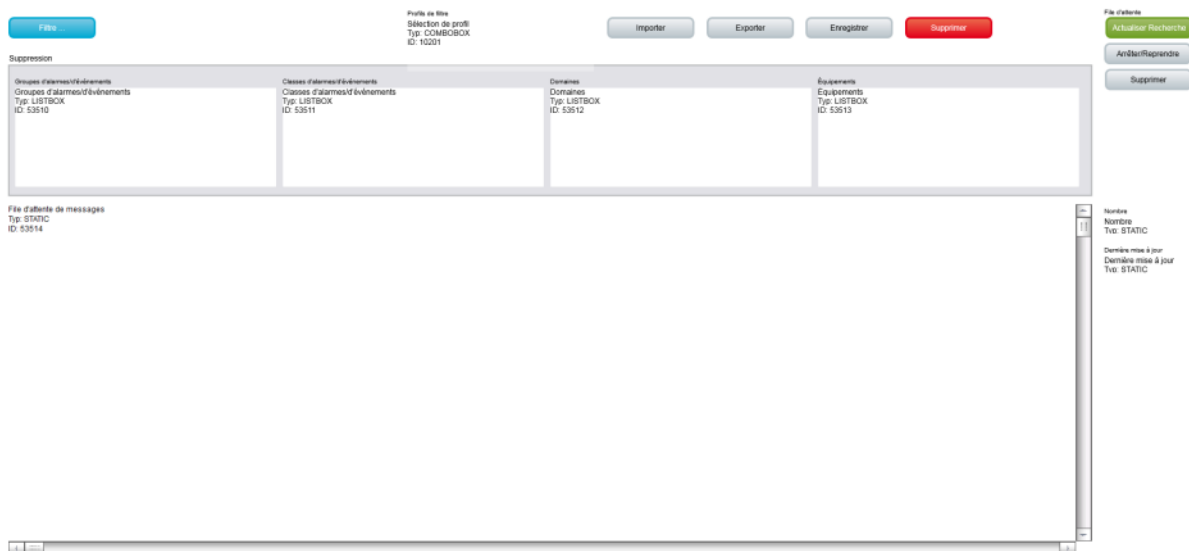 Filtre ...
Profils de filtre
Sélection de profil
Typ: COMBOBOX
ID: 10201
Importer
Exporter
Enregistrer
Supprimer
File d'attente
Actualiser Recherche
Arrêter/Reprendre
Supprimer
Suppression
Groupes d'alarmes/d'événements
Groupes d'alarmes/d'événements
Typ: LISTBOX
ID: 53510
Classes d'alarmes/d'événements
Classes d'alarmes/d'événements
Typ: LISTBOX
ID: 53511
Domaines
Domaines
Typ: LISTBOX
ID: 53512
Équipements
Équipements
Typ: LISTBOX
ID: 53513
File d'attente de messages
Typ: STATIC
ID: 53514
Nombre
Nombre
Typ: STATIC
Dernière mise à jour
Dernière mise à jour
Typ: STATIC